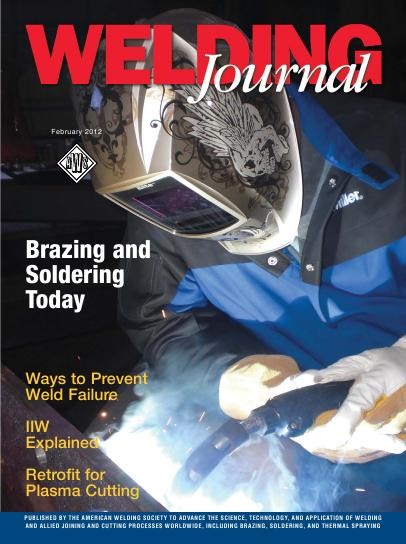 WELDING
Journal
February 2012
AWS
Brazing and
Soldering
Today
Miller
Ways to Prevent
Weld Failure
IIW
Explained
Retrofit for
Plasma Cutting
PUBLISHED BY THE AMERICAN WELDING SOCIETY TO ADVANCE THE SCIENCE, TECHNOLOGY, AND APPLICATION OF WELDING
AND ALLIED JOINING AND CUTTING PROCESSES WORLDWIDE, INCLUDING BRAZING, SOLDERING, AND THERMAL SPRAYING